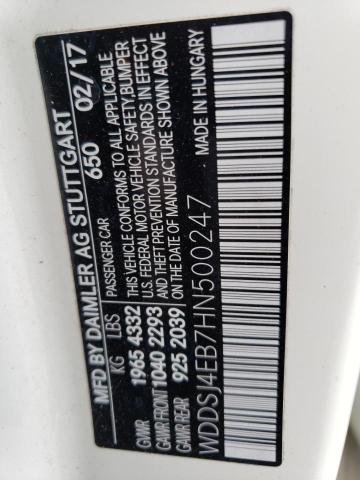 MFD BY DAIMLER AG STUTTGART
650 02/17
KG LBS PASSENGER CAR
GVWR 1965 4332 THIS VEHICLE CONFORMS TO ALL APPLICABLE
U.S. FEDERAL MOTOR VEHICLE SAFETY,BUMPER
GAWR FRONT 1040 2293 AND THEFT PREVENTION STANDARDS IN EFFECT
GAWR REAR 925 2039 ON THE DATE OF MANUFACTURE SHOWN ABOVE
WDDSJ4EB7HN500247 MADE IN HUNGARY